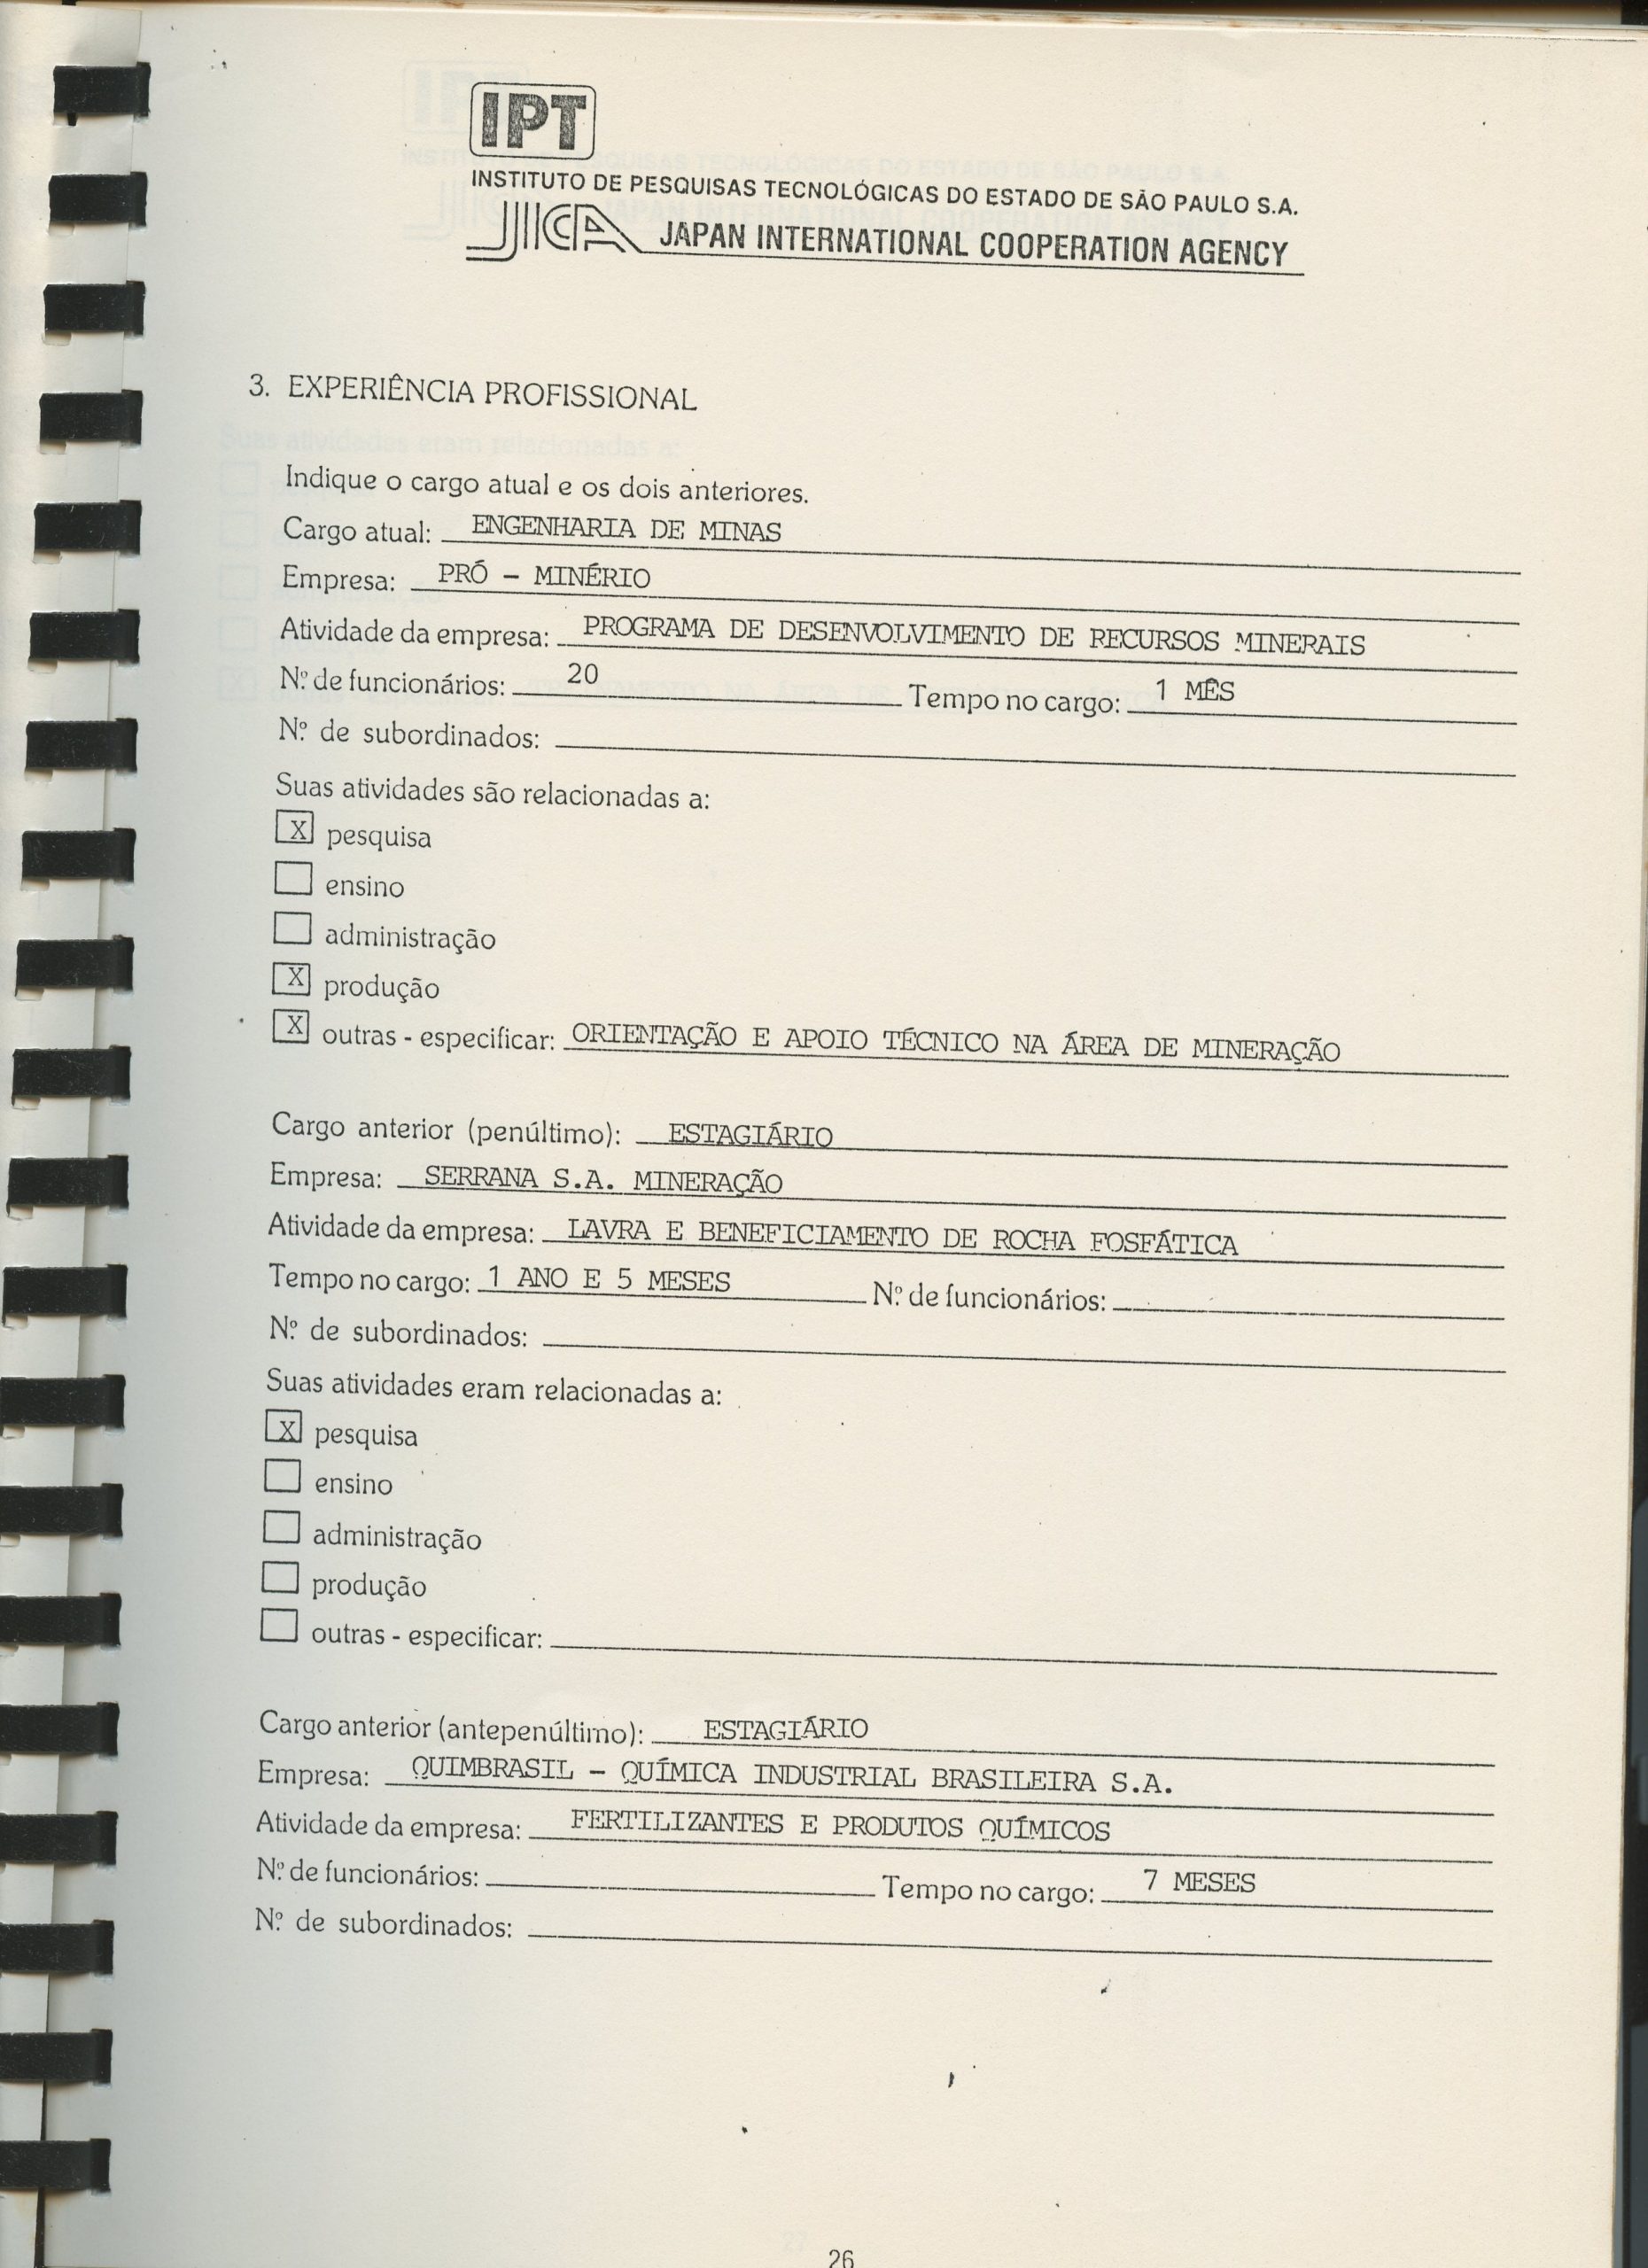 IPT
INSTITUTO DE PESQUISAS TECNOLÓGICAS DO ESTADO DE SÃO PAULO S.A.
JICA JAPAN INTERNATIONAL COOPERATION AGENCY
3. EXPERIÊNCIA PROFISSIONAL
Indique o cargo atual e os dois anteriores.
Cargo atual: ENGENHARIA DE MINAS
Empresa: PRÓ - MINÉRIO
Atividade da empresa: PROGRAMA DE DESENVOLVIMENTO DE RECURSOS MINERAIS
Nº de funcionários: 20 Tempo no cargo: 1 MÊS
Nº de subordinados:
Suas atividades são relacionadas a:
X pesquisa
ensino
administração
X produção
X outras - especificar: ORIENTAÇÃO E APOIO TÉCNICO NA ÁREA DE MINERAÇÃO
Cargo anterior (penúltimo): ESTAGIÁRIO
Empresa: SERRANA S.A. MINERAÇÃO
Atividade da empresa: LAVRA E BENEFICIAMENTO DE ROCHA FOSFÁTICA
Tempo no cargo: 1 ANO E 5 MESES Nº de funcionários:
Nº de subordinados:
Suas atividades eram relacionadas a:
X pesquisa
ensino
administração
produção
outras - especificar:
Cargo anterior (antepenúltimo): ESTAGIÁRIO
Empresa: QUIMBRASIL - QUÍMICA INDUSTRIAL BRASILEIRA S.A.
Atividade da empresa: FERTILIZANTES E PRODUTOS QUÍMICOS
Nº de funcionários: Tempo no cargo: 7 MESES
Nº de subordinados:
26